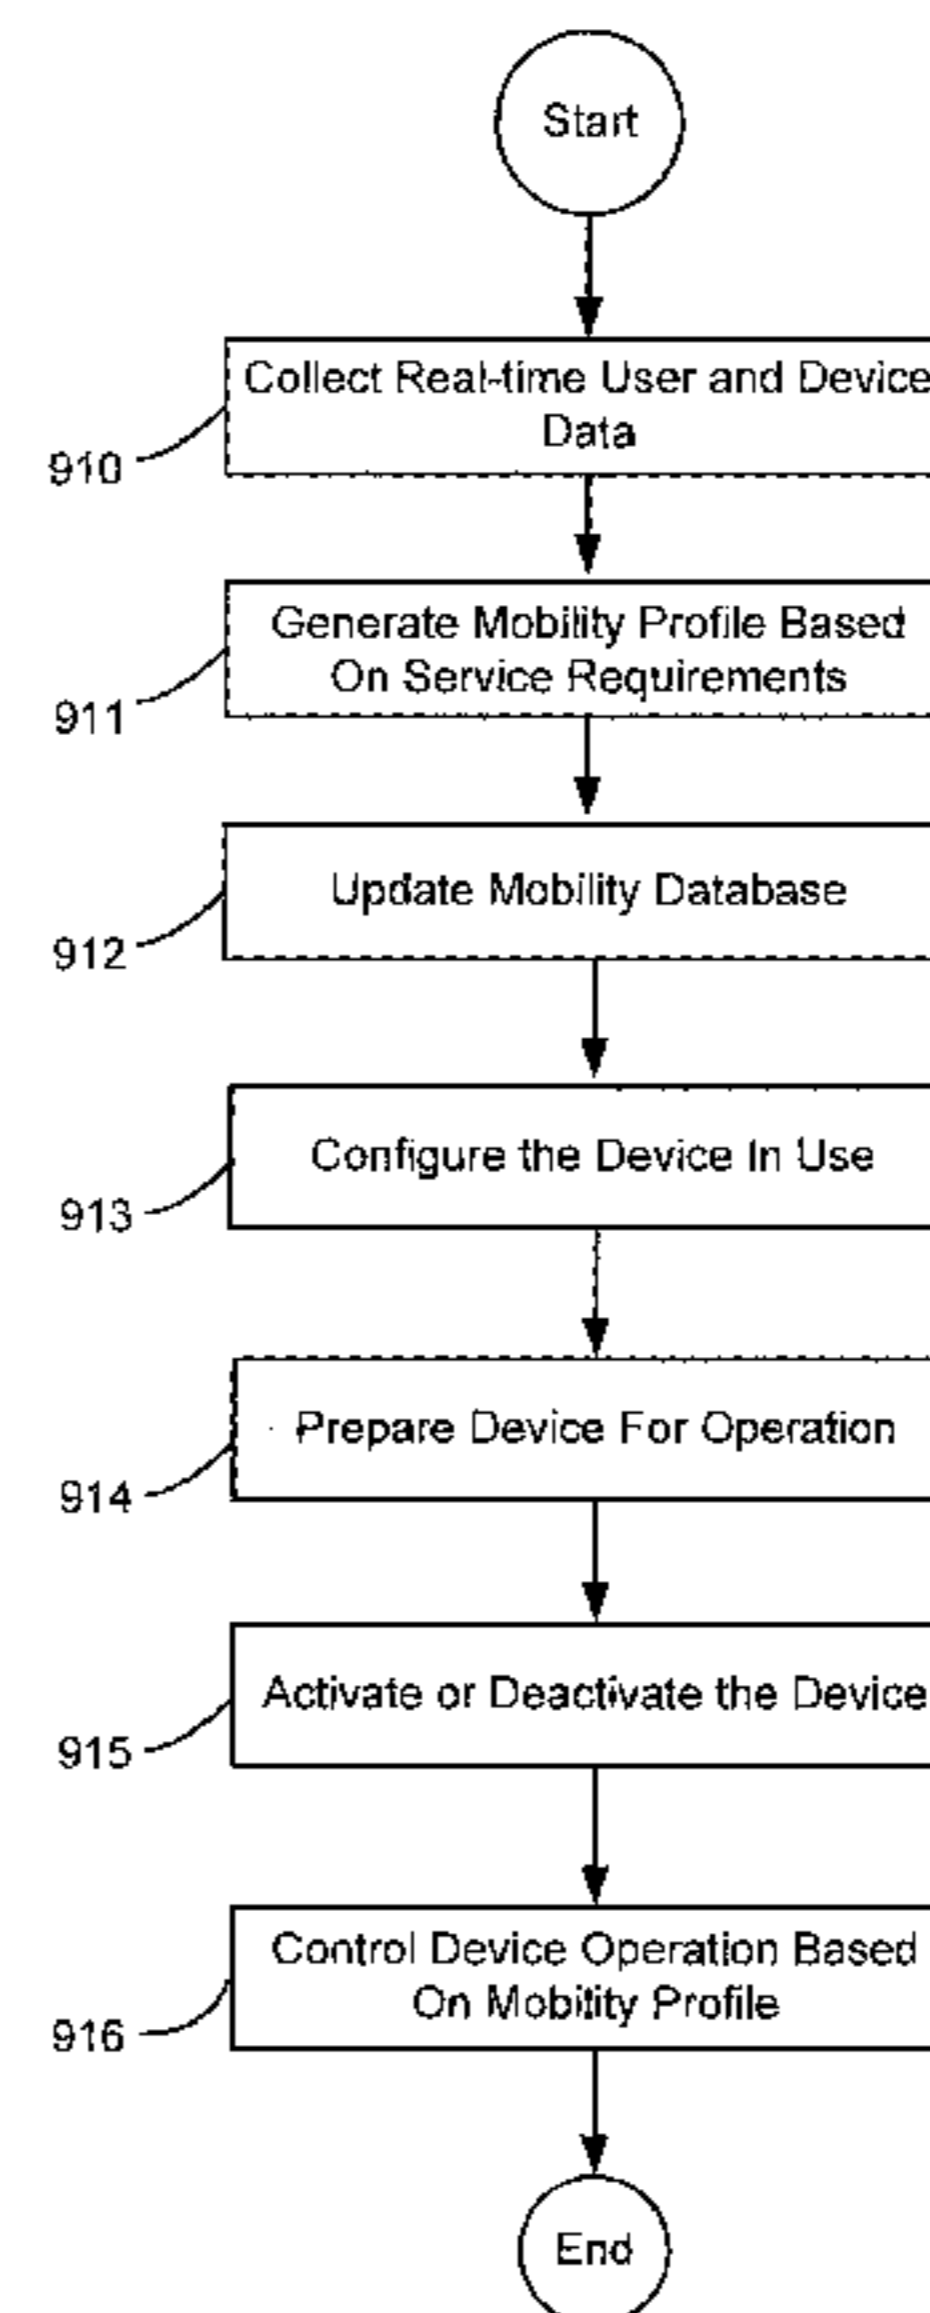 Start
Collect Real-time User and Device
Data
910
Generate Mobility Profile Based
On Service Requirements
911
Update Mobility Database
912
Configure the Device In Use
913
Prepare Device For Operation
914
Activate or Deactivate the Device
915
Control Device Operation Based
On Mobility Profile
916
End